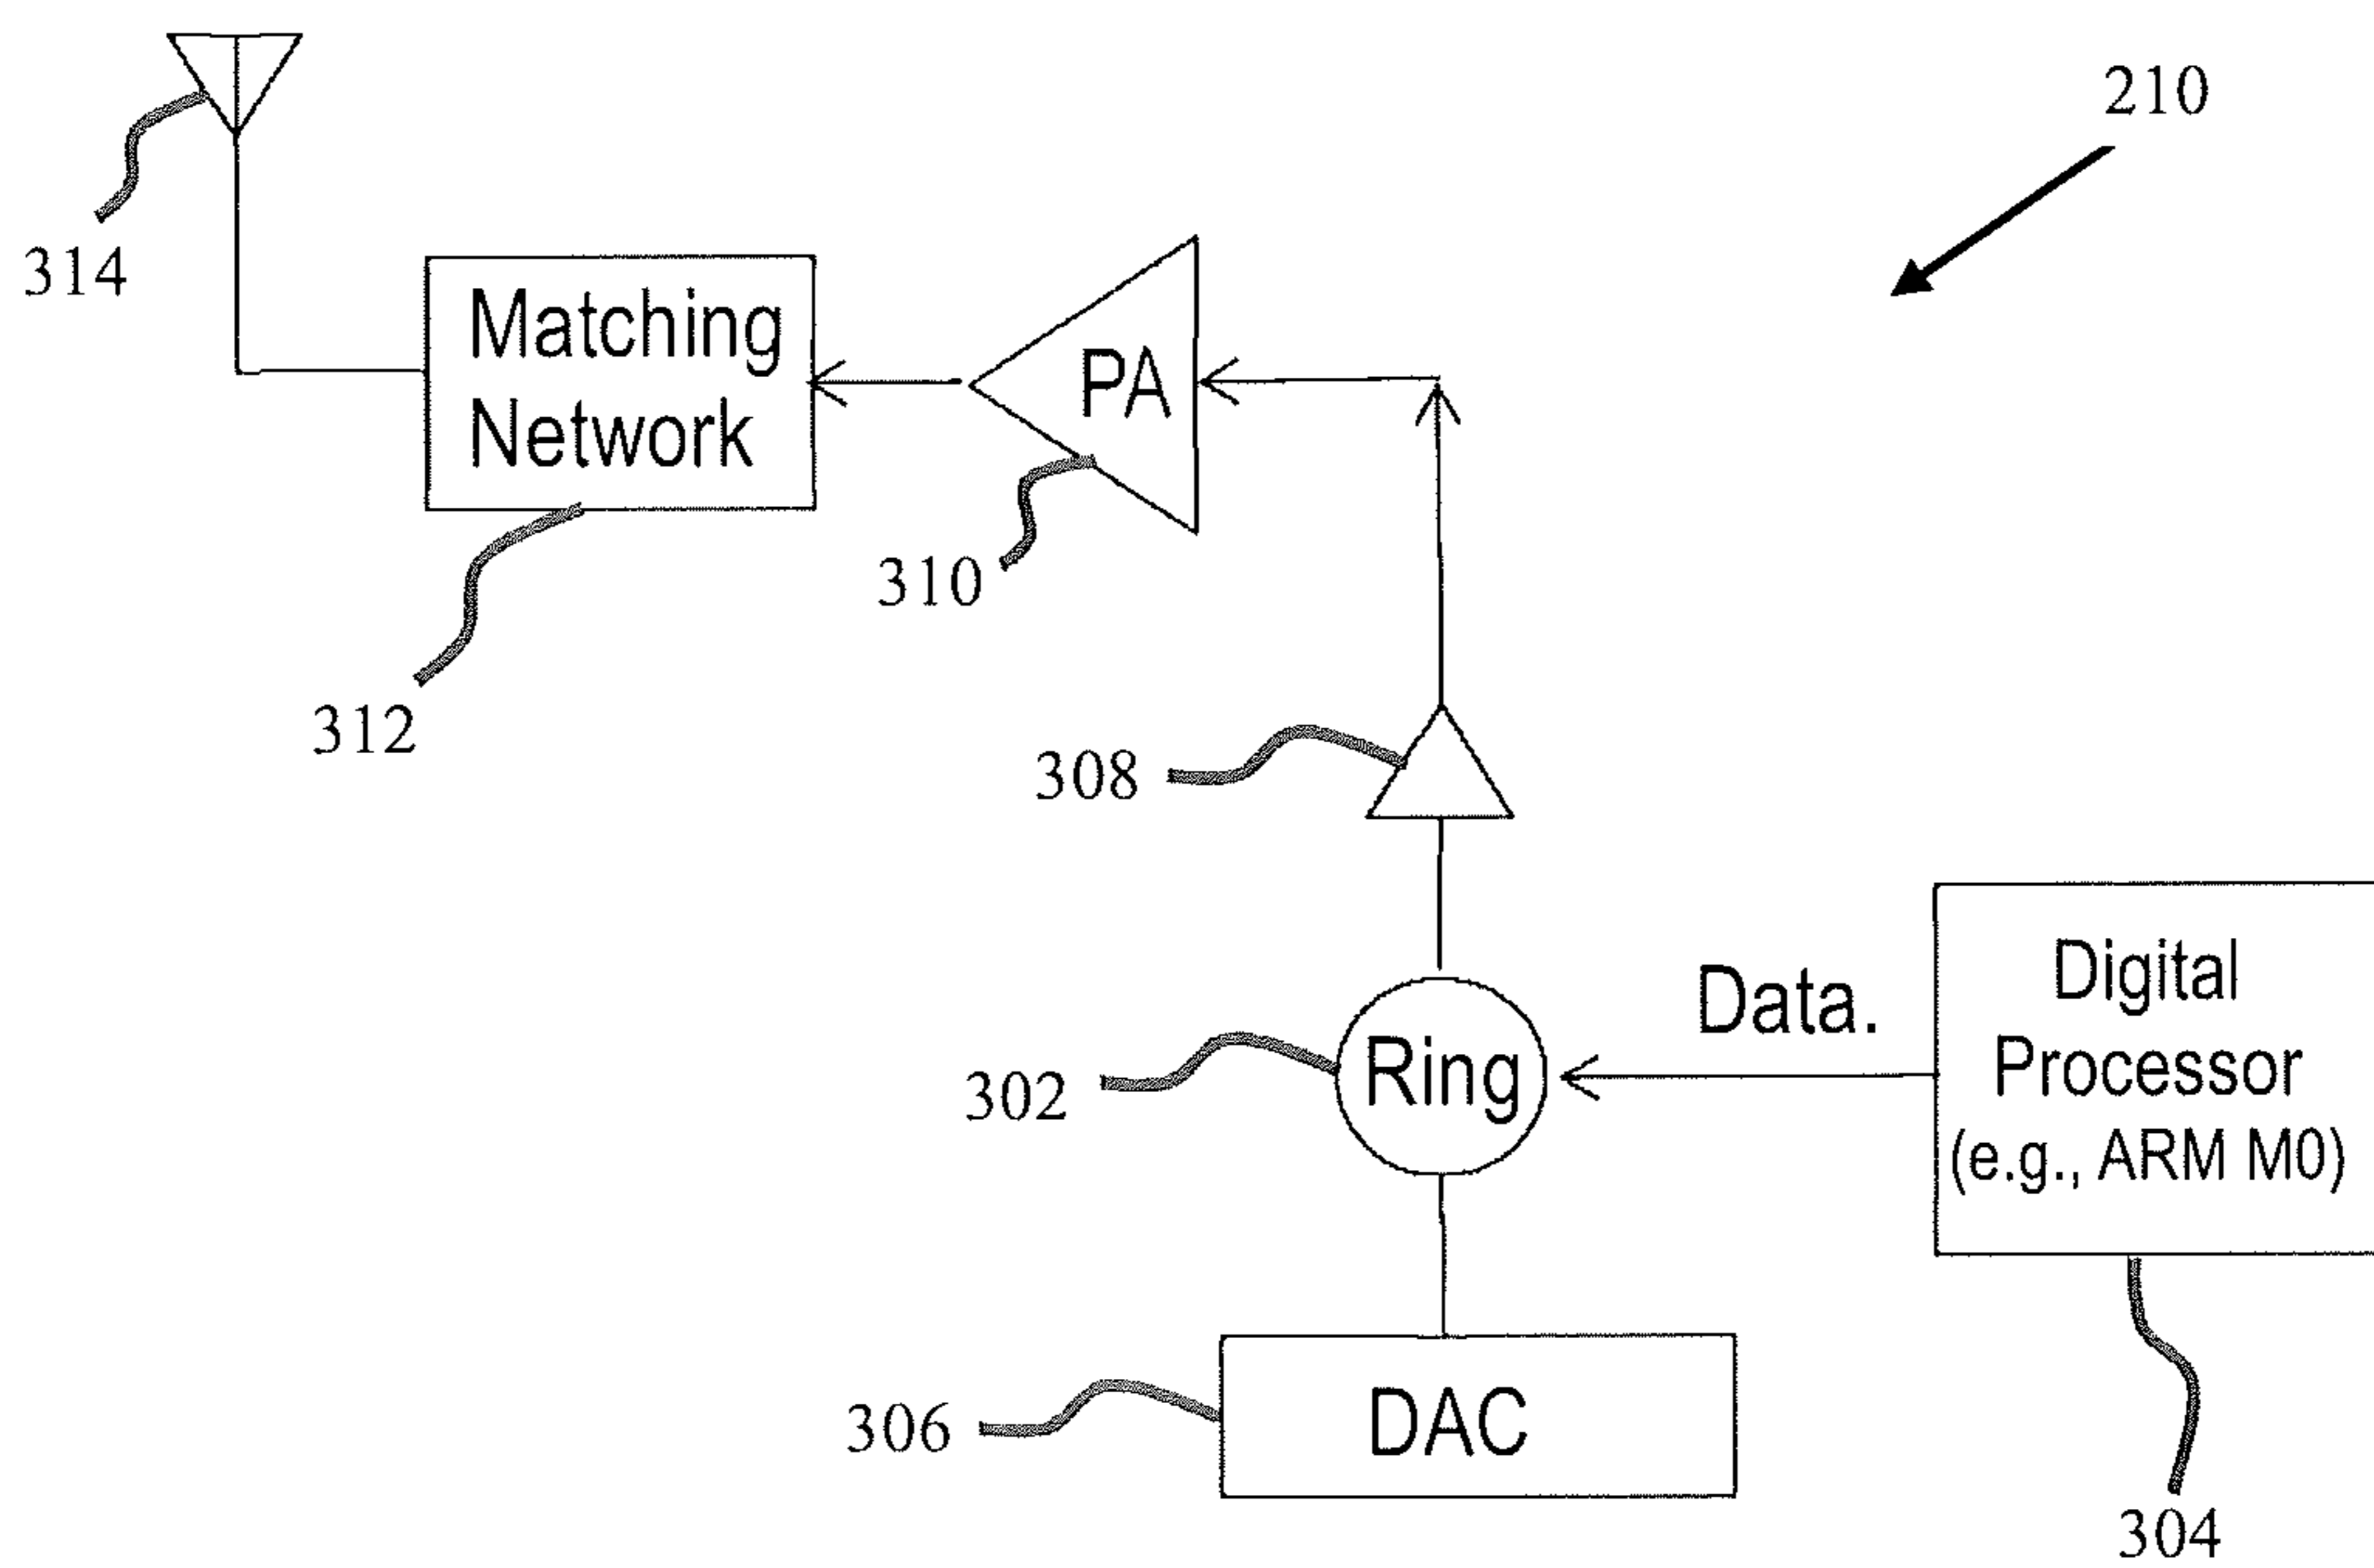 210
314
Matching
Network
PA
310
312
308
Data.
Digital
Processor
(e.g., ARM M0)
Ring
302
DAC
306
304